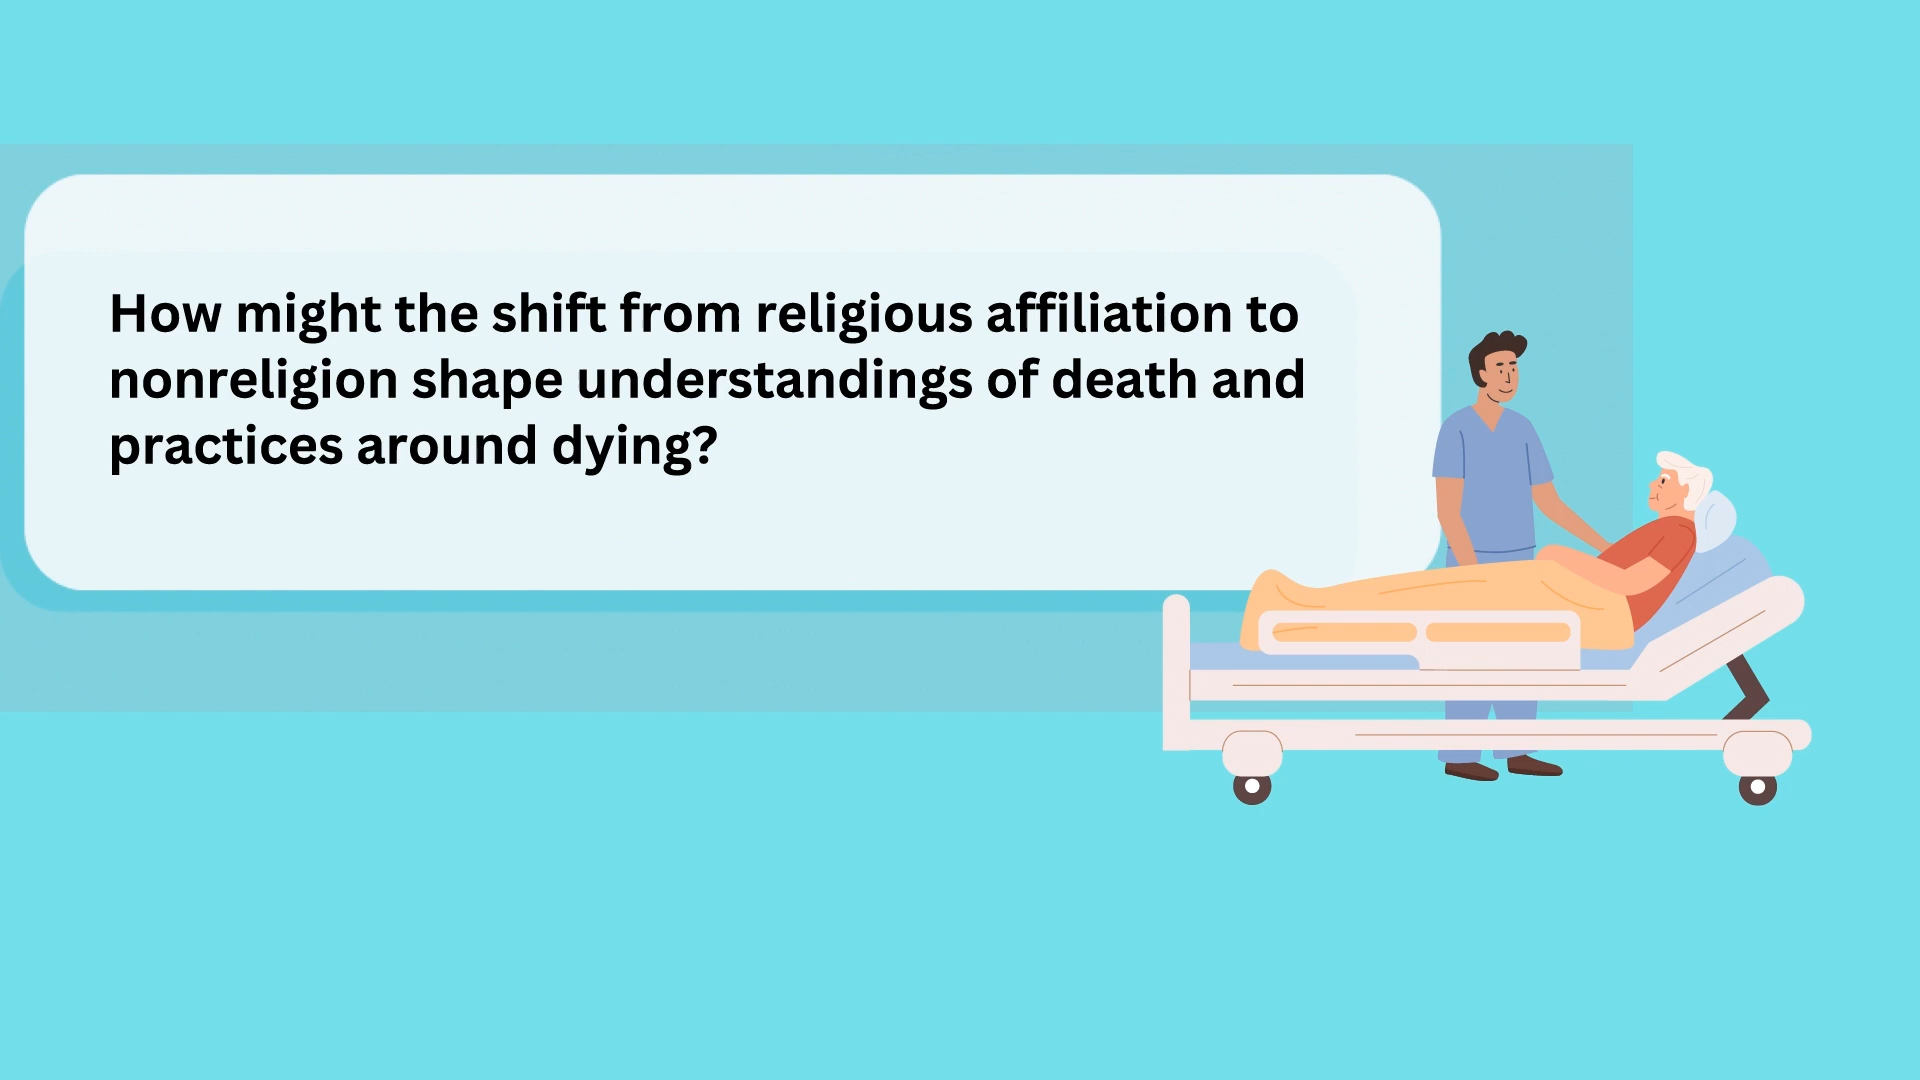 How might the shift from religious affiliation to
nonreligion shape understandings of death and
practices around dying?